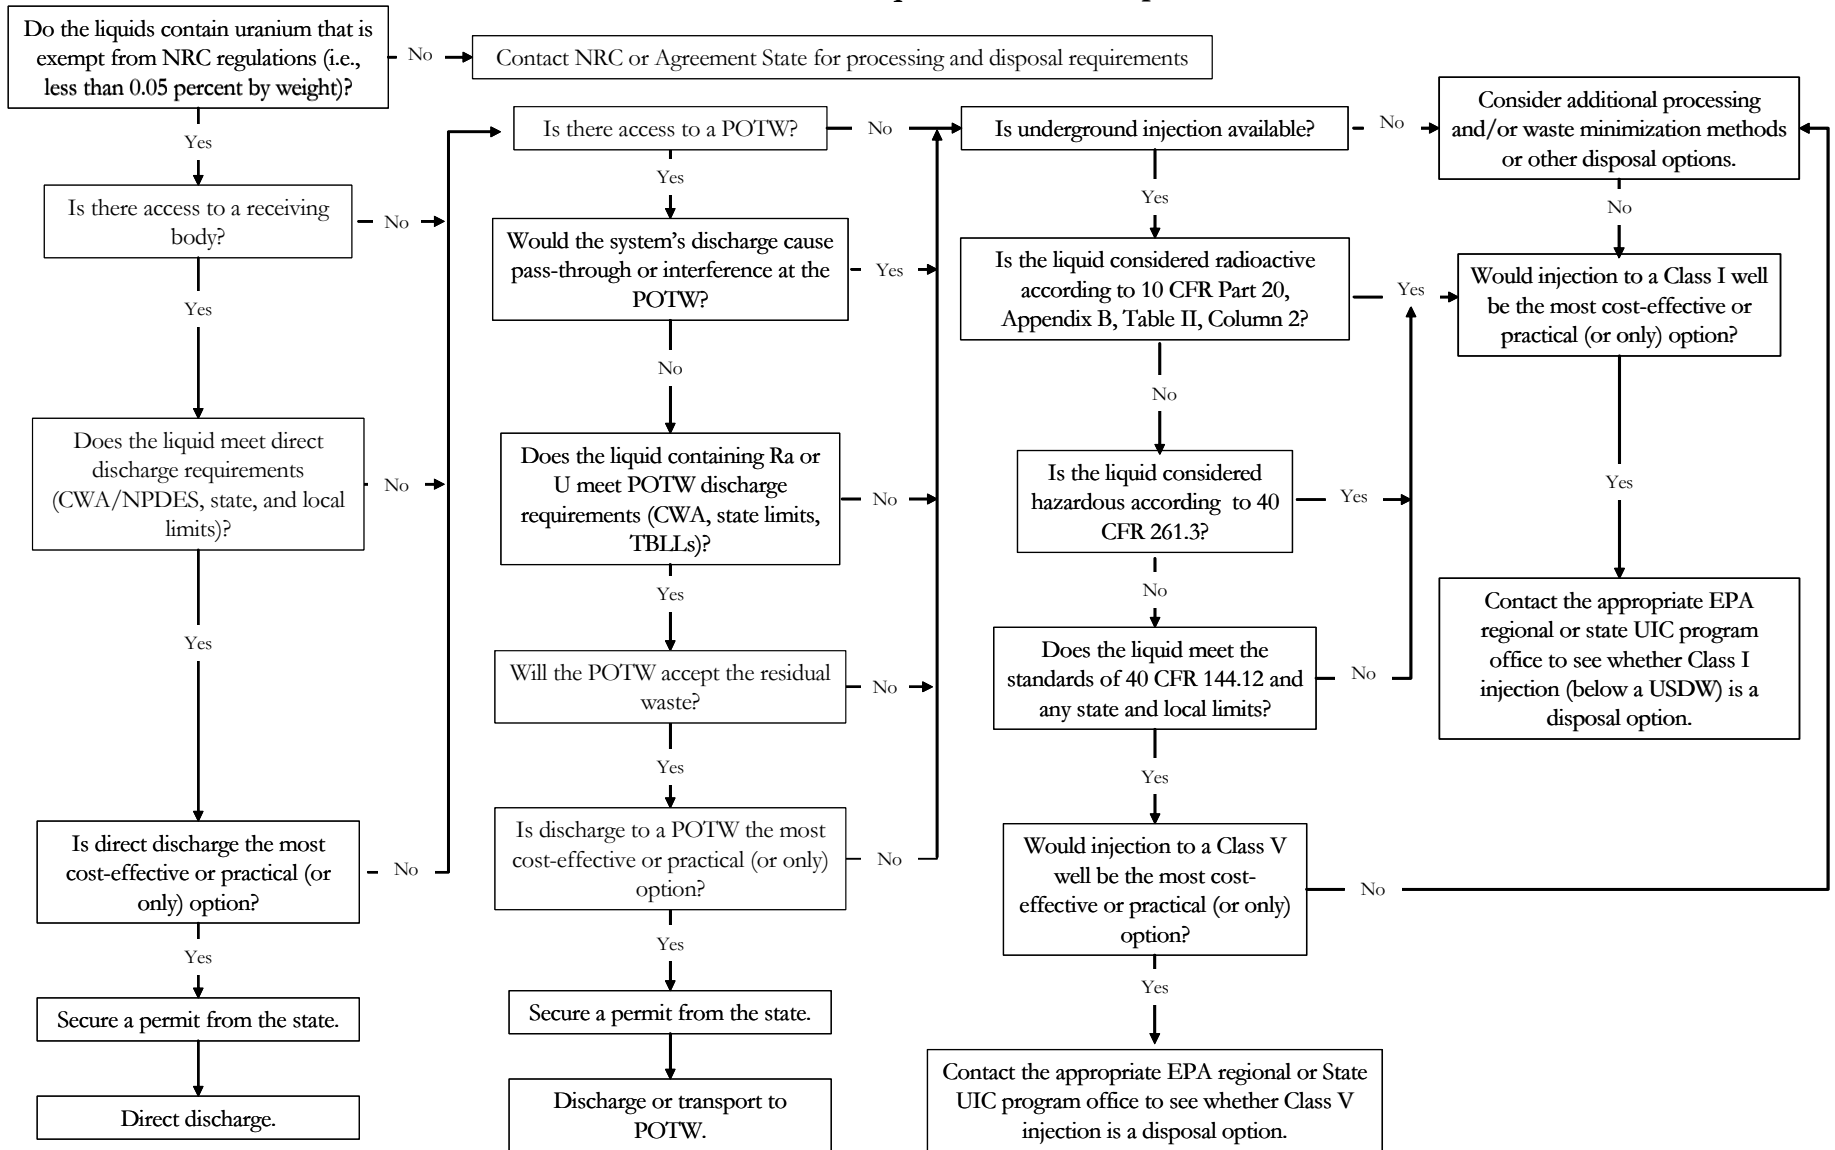 Do the liquids contain uranium that is
exempt from NRC regulations (i.e.,
less than 0.05 percent by weight)?
No
Contact NRC or Agreement State for processing and disposal requirements
Yes
Is there access to a receiving
body?
No
Yes
Does the liquid meet direct
discharge requirements
(CWA/NPDES, state, and local
limits)?
No
Yes
Is direct discharge the most
cost-effective or practical (or
only) option?
No
Yes
Secure a permit from the state.
Direct discharge.
Is there access to a POTW?
No
Yes
Would the system's discharge cause
pass-through or interference at the
POTW?
Yes
No
Does the liquid containing Ra or
U meet POTW discharge
requirements (CWA, state limits,
TBLLs)?
No
Yes
Will the POTW accept the residual
waste?
No
Yes
Is discharge to a POTW the most
cost-effective or practical (or only)
option?
No
Yes
Secure a permit from the state.
Discharge or transport to
POTW.
Is underground injection available?
No
Yes
Is the liquid considered radioactive
according to 10 CFR Part 20,
Appendix B, Table II, Column 2?
Yes
No
Is the liquid considered
hazardous according to 40
CFR 261.3?
Yes
No
Does the liquid meet the
standards of 40 CFR 144.12 and
any state and local limits?
No
Yes
Would injection to a Class V
well be the most cost-
effective or practical (or only)
option?
No
Yes
Contact the appropriate EPA regional or State
UIC program office to see whether Class V
injection is a disposal option.
Consider additional processing
and/or waste minimization methods
or other disposal options.
No
Would injection to a Class I well
be the most cost-effective or
practical (or only) option?
Yes
Contact the appropriate EPA
regional or state UIC program
office to see whether Class I
injection (below a USDW) is a
disposal option.